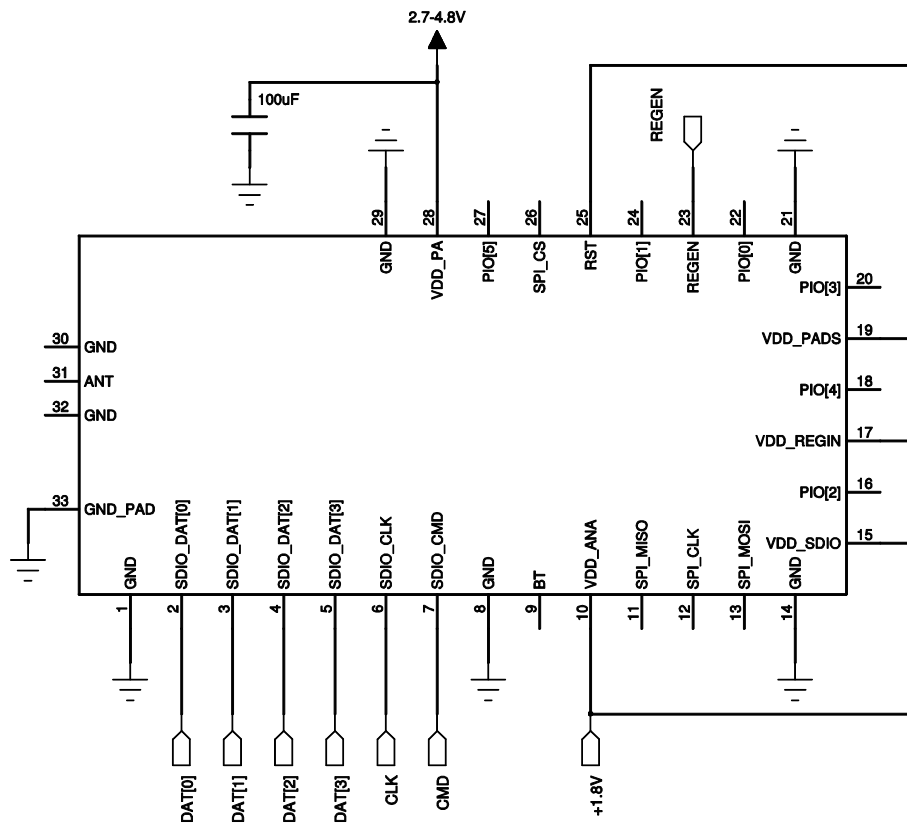 2.7-4.8V
100uF
REGEN
29
28
27
26
25
24
23
22
21
GND
VDD_PA
PIO[5]
SPI_CS
RST
PIO[1]
REGEN
PIO[0]
GND
PIO[3]
20
VDD_PADS
19
PIO[4]
18
VDD_REGIN
17
PIO[2]
16
VDD_SDIO
15
30
GND
31
ANT
32
GND
33
GND_PAD
GND
SDIO_DAT[0]
SDIO_DAT[1]
SDIO_DAT[2]
SDIO_DAT[3]
SDIO_CLK
SDIO_CMD
GND
BT
VDD_ANA
SPI_MISO
SPI_CLK
SPI_MOSI
GND
1
2
3
4
5
6
7
8
9
10
11
12
13
14
DAT[0]
DAT[1]
DAT[2]
DAT[3]
CLK
CMD
+1.8V